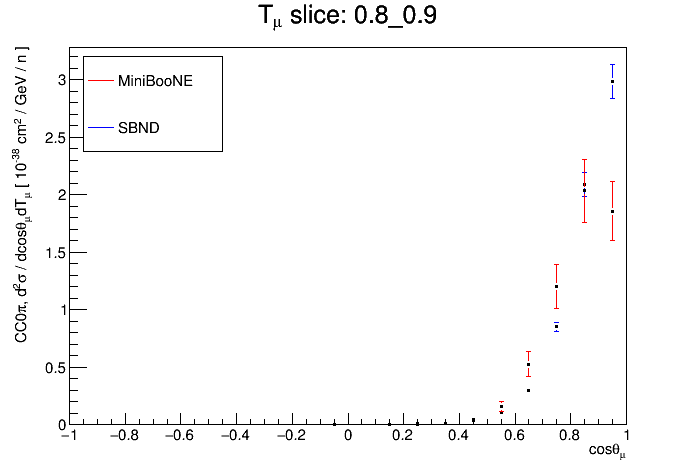 Tμ slice: 0.8_0.9
CC0π, d²σ / dcosθμdTμ [ 10⁻³⁸ cm² / GeV / n ]
MiniBooNE
SBND
3
2.5
2
1.5
1
0.5
0
−1 −0.8 −0.6 −0.4 −0.2 0 0.2 0.4 0.6 0.8 1
cosθμ